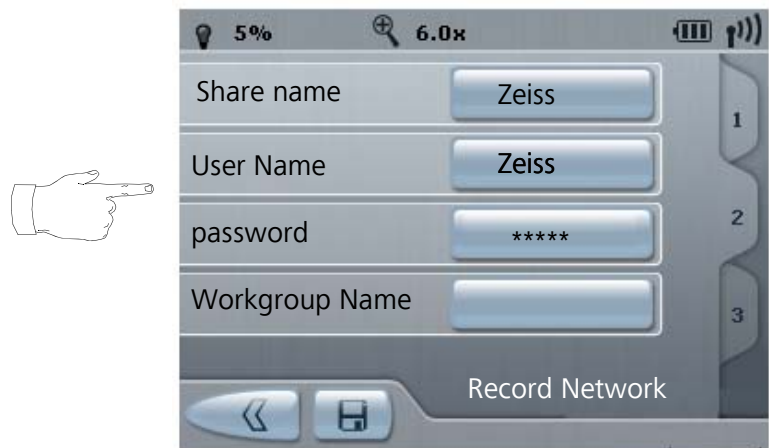 5% 6.0x
Share name Zeiss
1
User Name Zeiss
password *****
2
Workgroup Name
3
Record Network